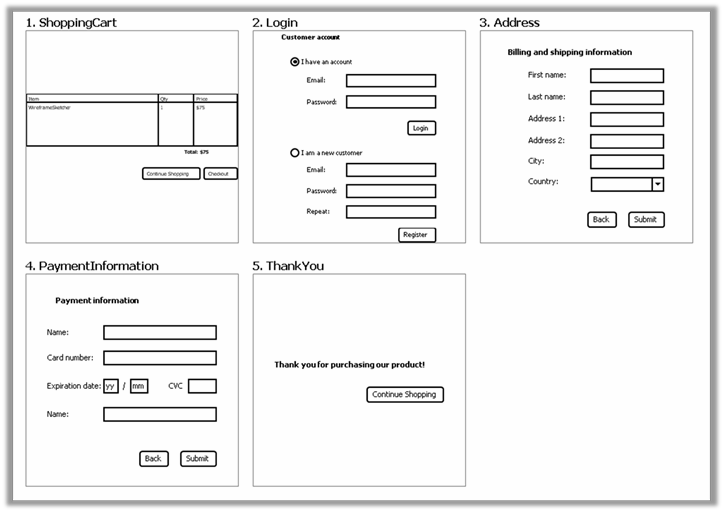 1. ShoppingCart
Item Qty Price
WireframeSketcher 1 $75
Total: $75
Continue Shopping Checkout
2. Login
Customer account
I have an account
Email:
Password:
Login
I am a new customer
Email:
Password:
Repeat:
Register
3. Address
Billing and shipping information
First name:
Last name:
Address 1:
Address 2:
City:
Country:
Back Submit
4. PaymentInformation
Payment information
Name:
Card number:
Expiration date: yy / mm CVC
Name:
Back Submit
5. ThankYou
Thank you for purchasing our product!
Continue Shopping